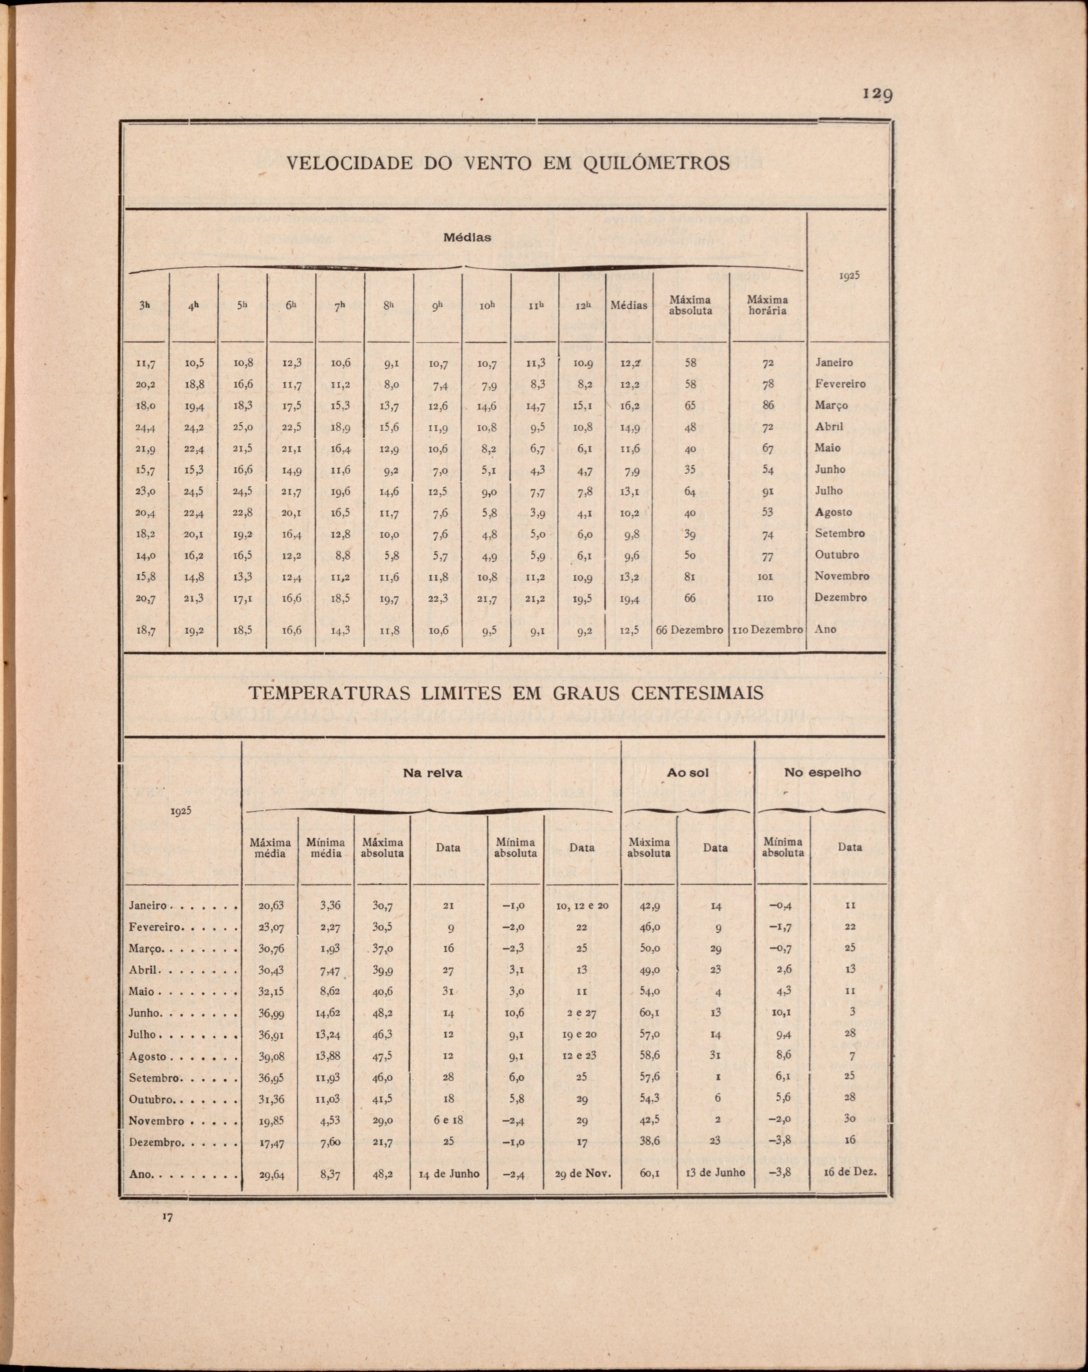 129
VELOCIDADE DO VENTO EM QUILÓMETROS
Médias
1925
3h 4h 5h 6h 7h 8h 9h 10h 11h 12h Médias Máxima absoluta Máxima horária
11,7 10,5 10,8 12,3 10,6 9,1 10,7 10,7 11,3 10,9 12,2 58 72 Janeiro
20,2 18,8 16,6 11,7 11,2 8,0 7,4 7,9 8,3 8,2 12,2 58 78 Fevereiro
18,0 19,4 18,3 17,5 15,3 13,7 12,6 14,6 14,7 15,1 16,2 65 86 Março
24,4 24,2 25,0 22,5 18,9 15,6 11,9 10,8 9,5 10,8 14,9 48 72 Abril
21,9 22,4 21,5 21,1 16,4 12,9 10,6 8,2 6,7 6,1 11,6 40 67 Maio
15,7 15,3 16,6 14,9 11,6 9,2 7,0 5,1 4,3 4,7 7,9 35 54 Junho
23,0 24,5 24,5 21,7 19,6 14,6 12,5 9,0 7,7 7,8 13,1 64 91 Julho
20,4 22,4 22,8 20,1 16,5 11,7 7,6 5,8 3,9 4,1 10,2 40 53 Agosto
18,2 20,1 19,2 16,4 12,8 10,0 7,6 4,8 5,0 6,0 9,8 39 74 Setembro
14,0 16,2 16,5 12,2 8,8 5,8 5,7 4,9 5,9 6,1 9,6 50 77 Outubro
15,8 14,8 13,3 12,4 11,2 11,6 11,8 10,8 11,2 10,9 13,2 81 101 Novembro
20,7 21,3 17,1 16,6 18,5 19,7 22,3 21,7 21,2 19,5 19,4 66 110 Dezembro
18,7 19,2 18,5 16,6 14,3 11,8 10,6 9,5 9,1 9,2 12,5 66 Dezembro 110 Dezembro Ano
TEMPERATURAS LIMITES EM GRAUS CENTESIMAIS
1925 Na relva Ao sol No espelho
Máxima média Mínima média Máxima absoluta Data Mínima absoluta Data Máxima absoluta Data Mínima absoluta Data
Janeiro . . . . . . . 20,63 3,36 30,7 21 –1,0 10, 12 e 20 42,9 14 –0,4 11
Fevereiro. . . . . . 23,07 2,27 30,5 9 –2,0 22 46,0 9 –1,7 22
Março. . . . . . . . 30,76 1,93 37,0 16 –2,3 25 50,0 29 –0,7 25
Abril. . . . . . . . 30,43 7,47 39,9 27 3,1 13 49,0 23 2,6 13
Maio . . . . . . . . 32,15 8,62 40,6 31 3,0 11 54,0 4 4,3 11
Junho. . . . . . . . 36,99 14,62 48,2 14 10,6 2 e 27 60,1 13 10,1 3
Julho . . . . . . . . 36,91 13,24 46,3 12 9,1 19 e 20 57,0 14 9,4 28
Agosto . . . . . . . 39,08 13,88 47,5 12 9,1 12 e 23 58,6 31 8,6 7
Setembro. . . . . . 36,95 11,93 46,0 28 6,0 25 57,6 1 6,1 25
Outubro. . . . . . . 31,36 11,03 41,5 18 5,8 29 54,3 6 5,6 28
Novembro . . . . . 19,85 4,53 29,0 6 e 18 –2,4 29 42,5 2 –2,0 30
Dezembro. . . . . . 17,47 7,60 21,7 25 –1,0 17 38,6 23 –3,8 16
Ano. . . . . . . . . 29,64 8,37 48,2 14 de Junho –2,4 29 de Nov. 60,1 13 de Junho –3,8 16 de Dez.
17